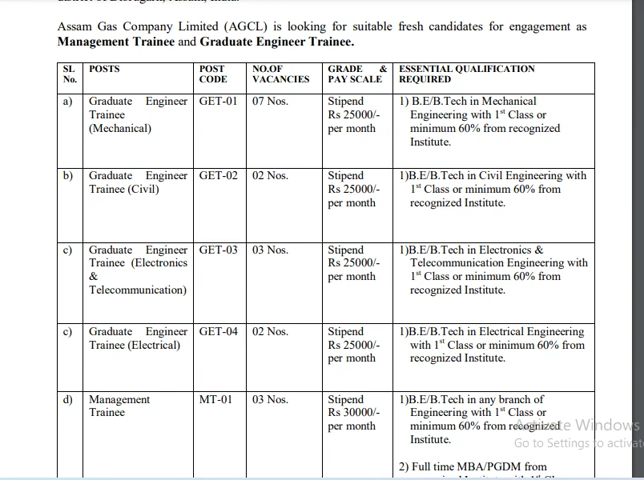 Assam Gas Company Limited (AGCL) is looking for suitable fresh candidates for engagement as
Management Trainee and Graduate Engineer Trainee.
SL No. POSTS POST CODE NO.OF VACANCIES GRADE & PAY SCALE ESSENTIAL QUALIFICATION REQUIRED
a) Graduate Engineer GET-01 07 Nos. Stipend 1) B.E/B.Tech in Mechanical
Trainee Rs 25000/- Engineering with 1st Class or
(Mechanical) per month minimum 60% from recognized
Institute.
b) Graduate Engineer GET-02 02 Nos. Stipend 1)B.E/B.Tech in Civil Engineering with
Trainee (Civil) Rs 25000/- 1st Class or minimum 60% from
per month recognized Institute.
c) Graduate Engineer GET-03 03 Nos. Stipend 1)B.E/B.Tech in Electronics &
Trainee (Electronics Rs 25000/- Telecommunication Engineering with
& per month 1st Class or minimum 60% from
Telecommunication) recognized Institute.
c) Graduate Engineer GET-04 02 Nos. Stipend 1)B.E/B.Tech in Electrical Engineering
Trainee (Electrical) Rs 25000/- with 1st Class or minimum 60% from
per month recognized Institute.
d) Management MT-01 03 Nos. Stipend 1)B.E/B.Tech in any branch of
Trainee Rs 30000/- Engineering with 1st Class or
per month minimum 60% from recognized
Institute.
Activate Windows
Go to Settings to activat
2) Full time MBA/PGDM from